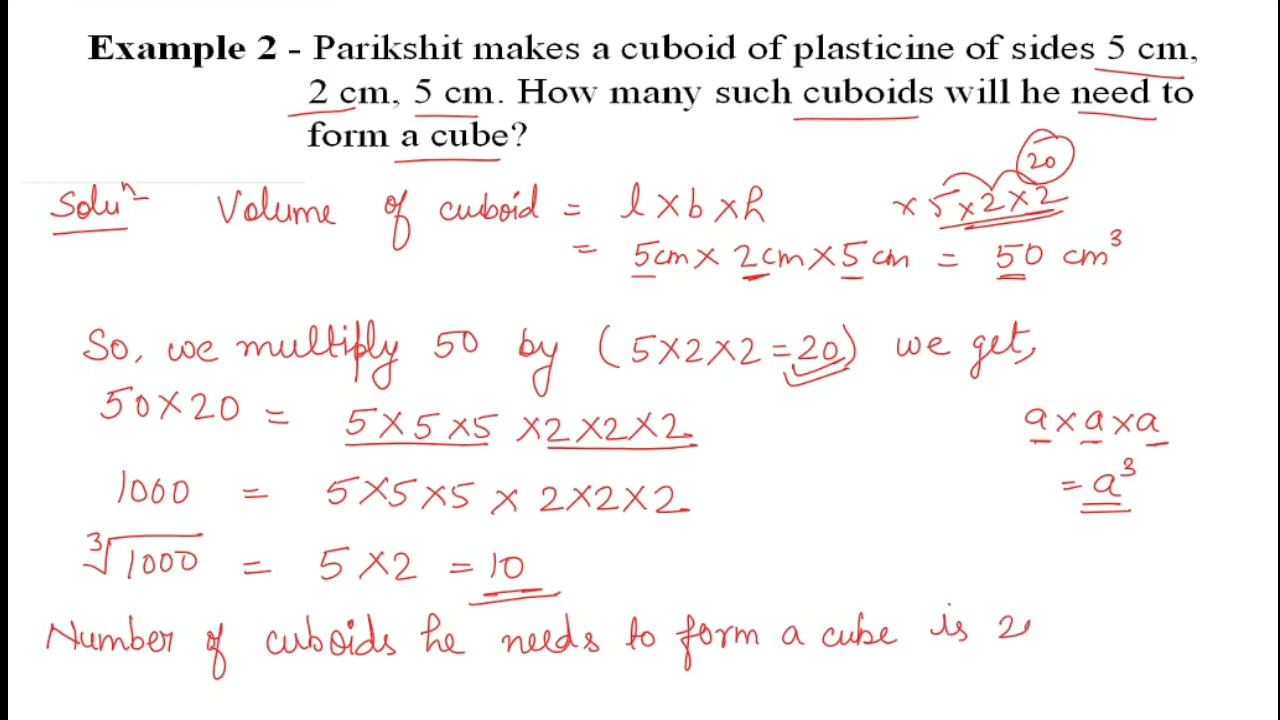 Example 2 - Parikshit makes a cuboid of plasticine of sides 5 cm,
2 cm, 5 cm. How many such cuboids will he need to
form a cube?
20
Soluⁿ Volume of cuboid = l × b × h × 5 × 2 × 2
= 5cm × 2cm × 5cm = 50 cm³
So, we multiply 50 by (5×2×2 = 20) we get,
50×20 = 5×5×5 ×2×2×2
a×a×a
1000 = 5×5×5 × 2×2×2
= a³
∛1000 = 5×2 = 10
Number of cuboids he needs to form a cube is